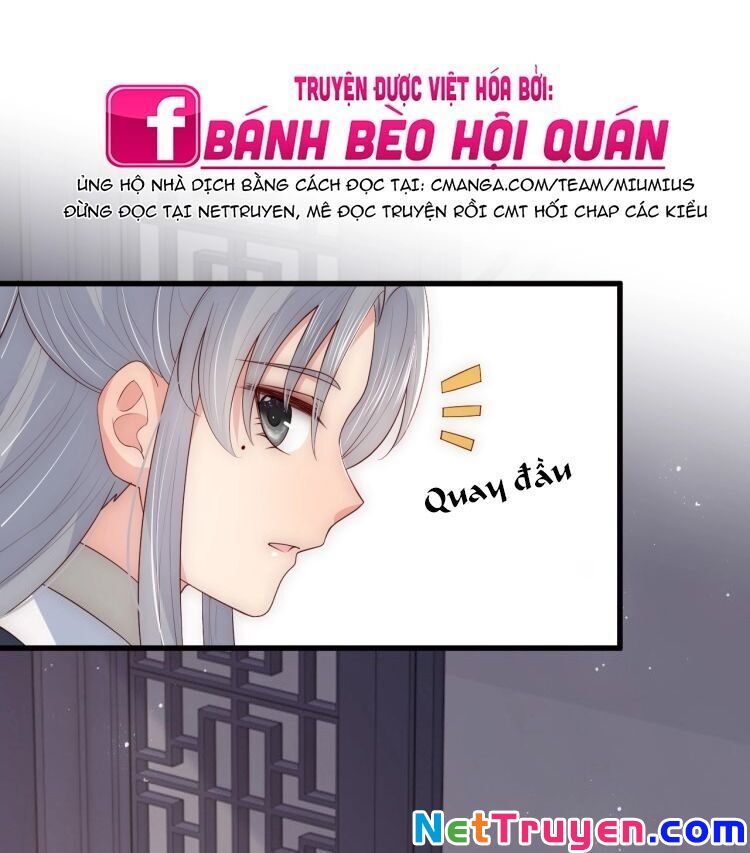 TRUYỆN ĐƯỢC VIỆT HÓA BỞI:
f BÁNH BÈO HỘI QUÁN
ỦNG HỘ NHÀ DỊCH BẰNG CÁCH ĐỌC TẠI: CMANGA.COM/TEAM/MIUMIUS
ĐỪNG ĐỌC TẠI NETTRUYEN, MÊ ĐỌC TRUYỆN RỒI CMT HỐI CHAP CÁC KIỂU
Quay đầu
NetTruyen.com